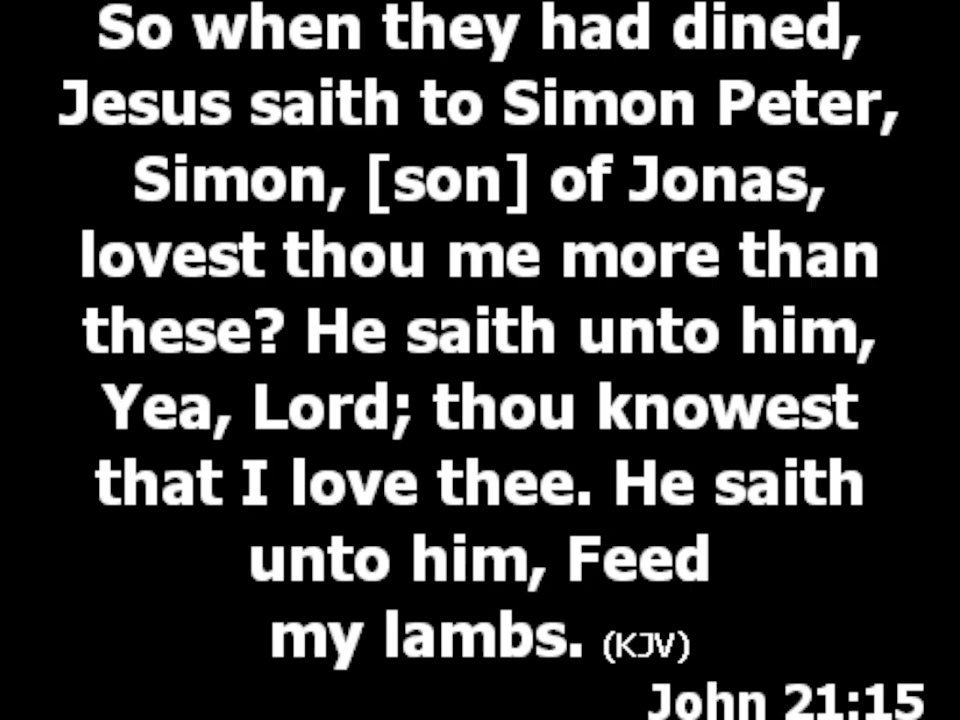 So when they had dined,
Jesus saith to Simon Peter,
Simon, [son] of Jonas,
lovest thou me more than
these? He saith unto him,
Yea, Lord; thou knowest
that I love thee. He saith
unto him, Feed
my lambs. (KJV)
John 21:15